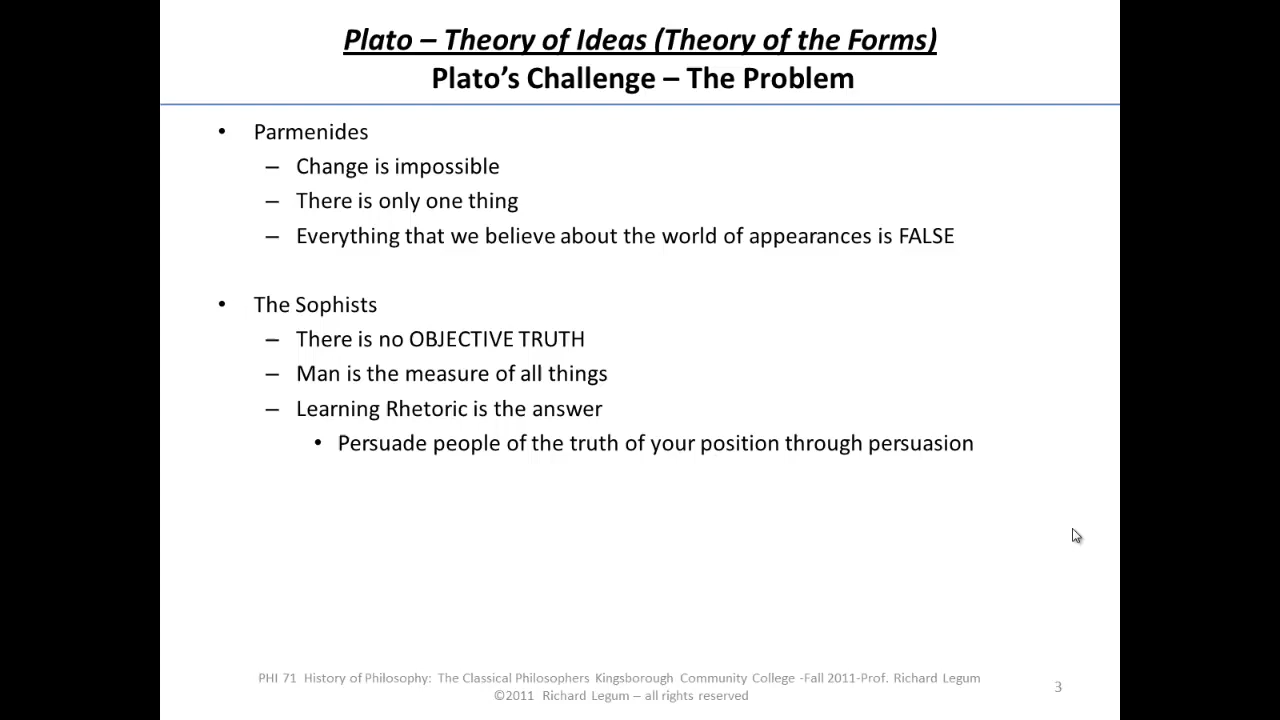 Plato – Theory of Ideas (Theory of the Forms)
Plato's Challenge – The Problem
• Parmenides
– Change is impossible
– There is only one thing
– Everything that we believe about the world of appearances is FALSE
• The Sophists
– There is no OBJECTIVE TRUTH
– Man is the measure of all things
– Learning Rhetoric is the answer
• Persuade people of the truth of your position through persuasion
PHI 71 History of Philosophy: The Classical Philosophers Kingsborough Community College -Fall 2011-Prof. Richard Legum
©2011 Richard Legum – all rights reserved
3